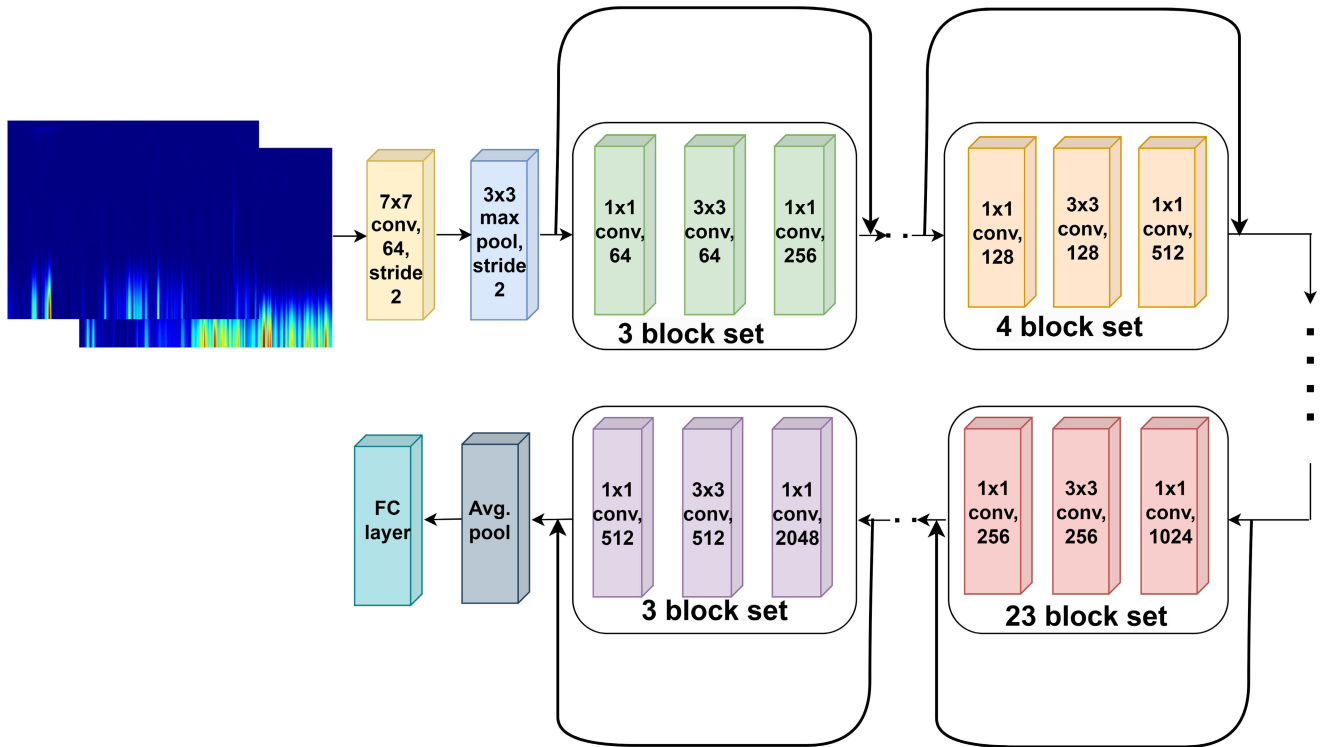 7x7
conv,
64,
stride
2
3x3
max
pool,
stride
2
1x1
conv,
64
3x3
conv,
64
1x1
conv,
256
3 block set
1x1
conv,
128
3x3
conv,
128
1x1
conv,
512
4 block set
FC
layer
Avg.
pool
1x1
conv,
512
3x3
conv,
512
1x1
conv,
2048
3 block set
1x1
conv,
256
3x3
conv,
256
1x1
conv,
1024
23 block set